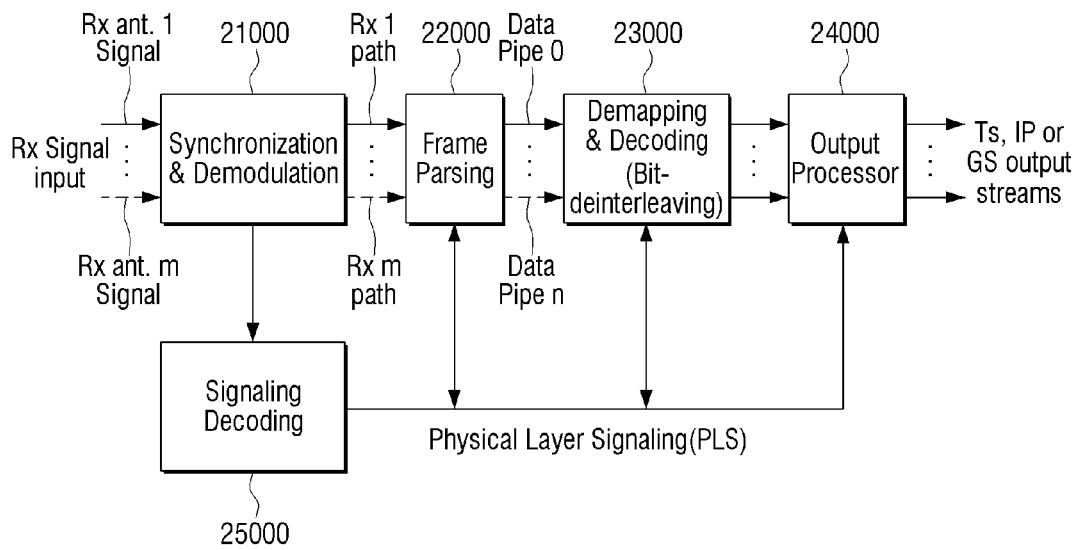 Rx ant. 1
Signal
21000
Rx 1
path
22000
Data
Pipe 0
23000
24000
Rx Signal
input
Synchronization
& Demodulation
Frame
Parsing
Demapping
& Decoding
(Bit-
deinterleaving)
Output
Processor
Ts, IP or
GS output
streams
Rx ant. m
Signal
Rx m
path
Data
Pipe n
Signaling
Decoding
Physical Layer Signaling(PLS)
25000